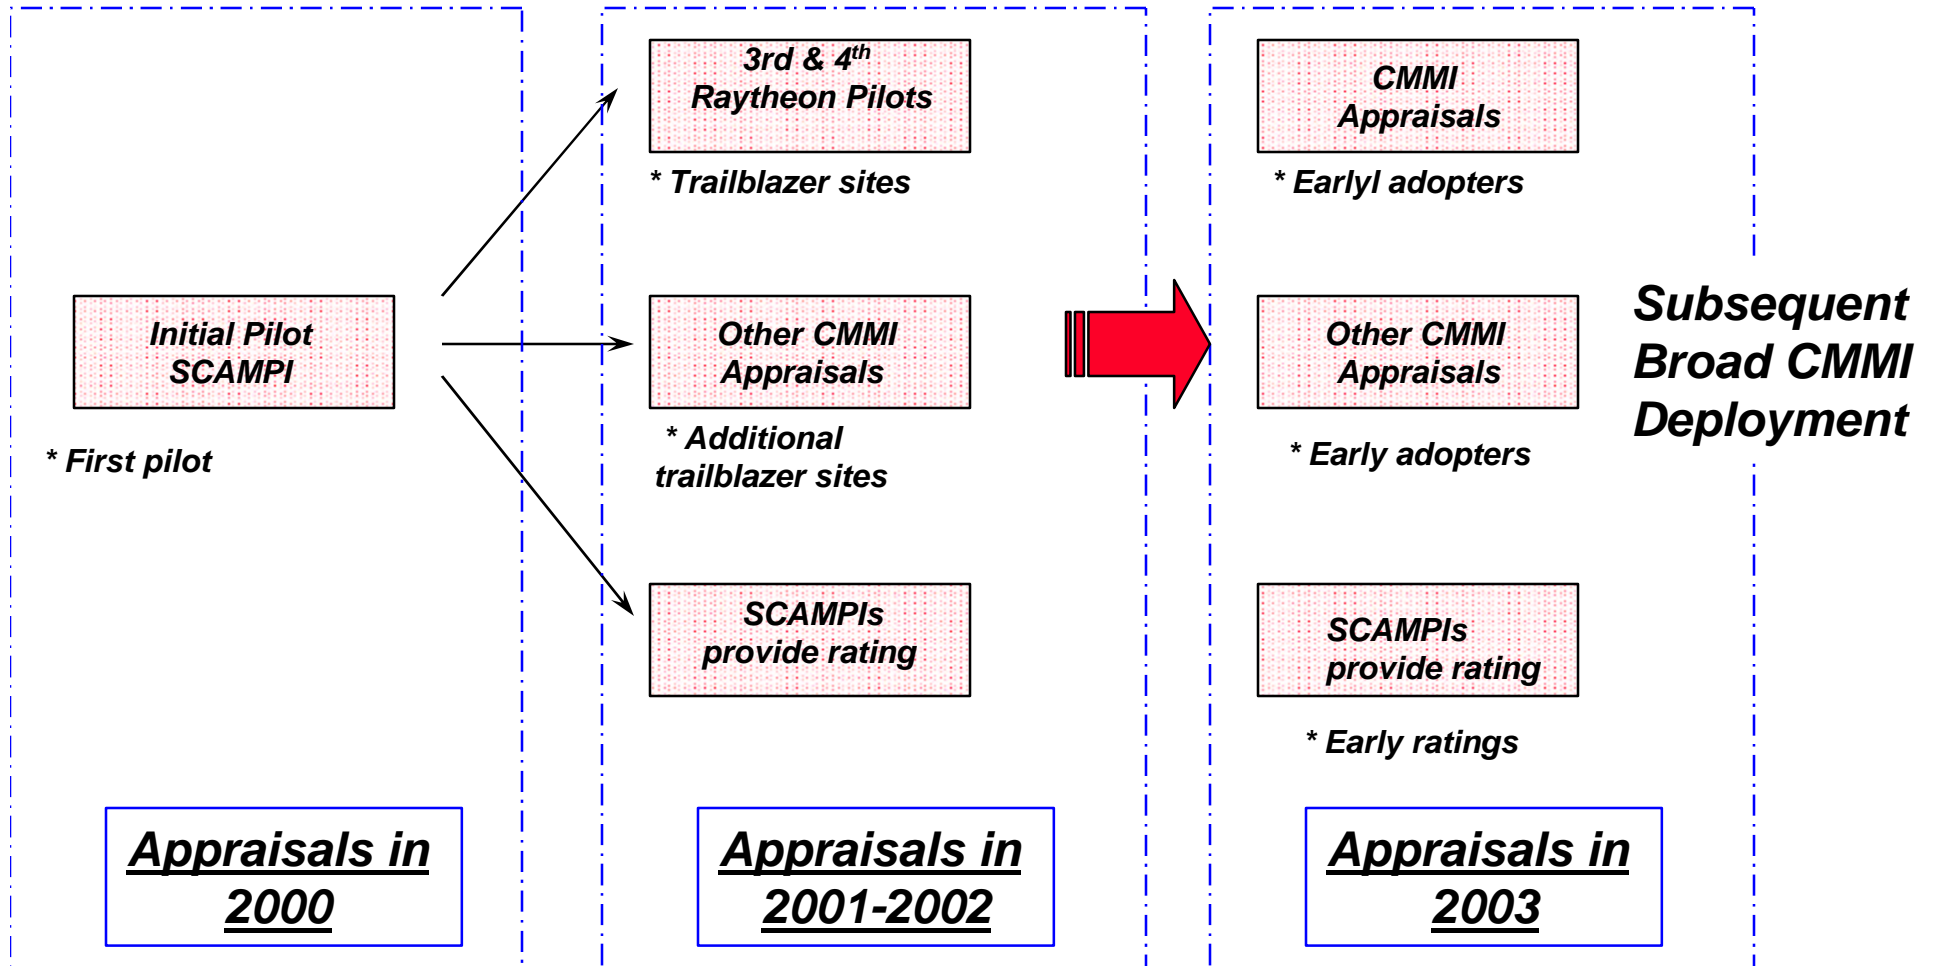 Initial Pilot
SCAMPI
* First pilot
Appraisals in
2000
3rd & 4th
Raytheon Pilots
* Trailblazer sites
Other CMMI
Appraisals
* Additional
trailblazer sites
SCAMPIs
provide rating
Appraisals in
2001-2002
CMMI
Appraisals
* Earlyl adopters
Other CMMI
Appraisals
* Early adopters
SCAMPIs
provide rating
* Early ratings
Appraisals in
2003
Subsequent
Broad CMMI
Deployment